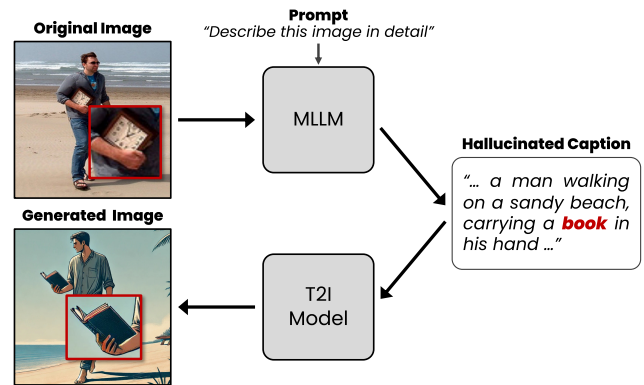 Original Image
Prompt
“Describe this image in detail”
MLLM
Hallucinated Caption
“... a man walking
on a sandy beach,
carrying a book in
his hand ...”
Generated Image
T2I
Model